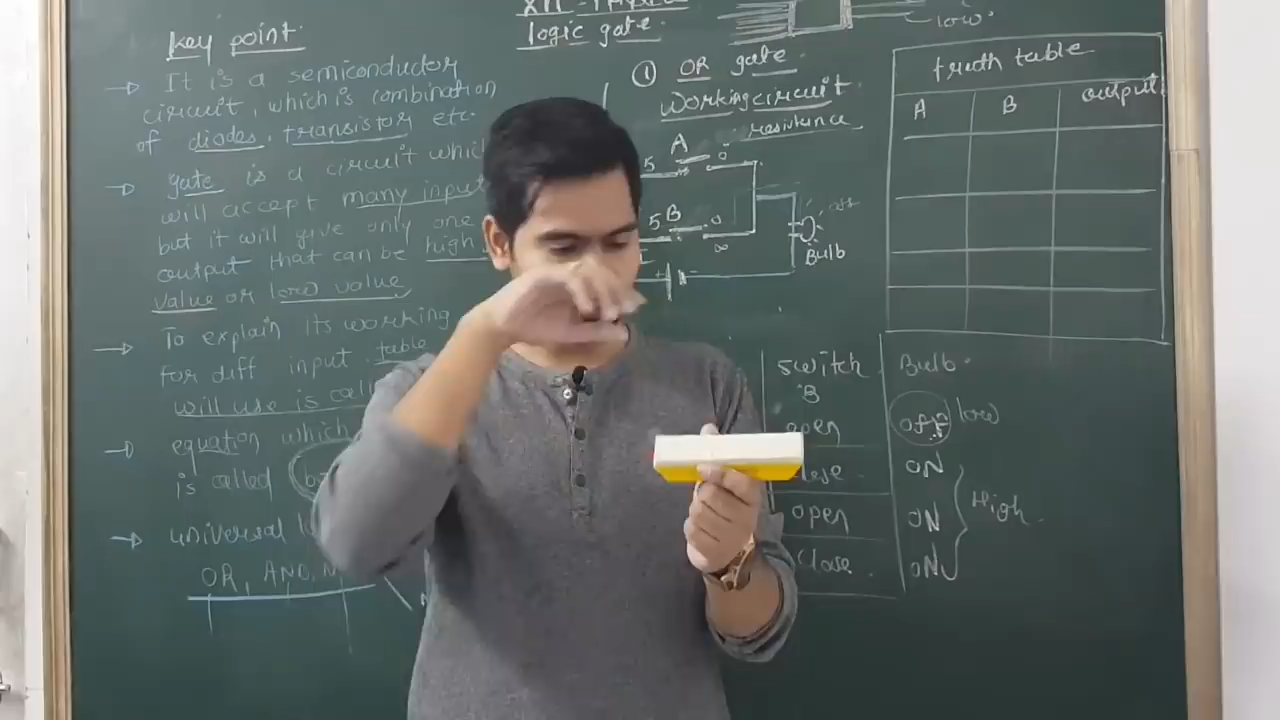 key point.
It is a semiconductor
circuit, which is combination
of diodes, transistor etc.
gate is a circuit which
will accept many input
but it will give only one
output that can be high
value or low value
To explain its working
for diff input table
will use is call
equation which
is called
universal
OR, AND, N
logic gate.
low.
① OR gate.
Working circuit.
resistance
A
5
B
5
off
Bulb
+
truth table
A B output
switch Bulb.
B
open off low
close. ON
open ON High.
Close. ON